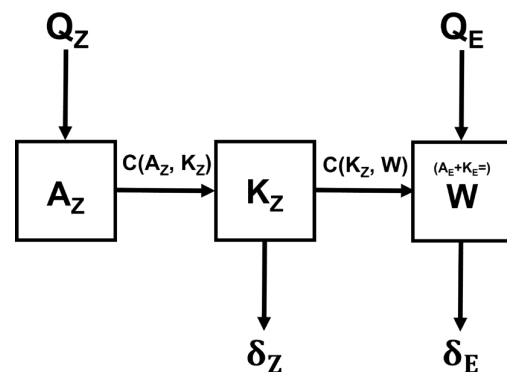 Q_Z
Q_E
C(A_Z, K_Z)
C(K_Z, W)
A_Z
K_Z
(A_E+K_E=)
W
δ_Z
δ_E